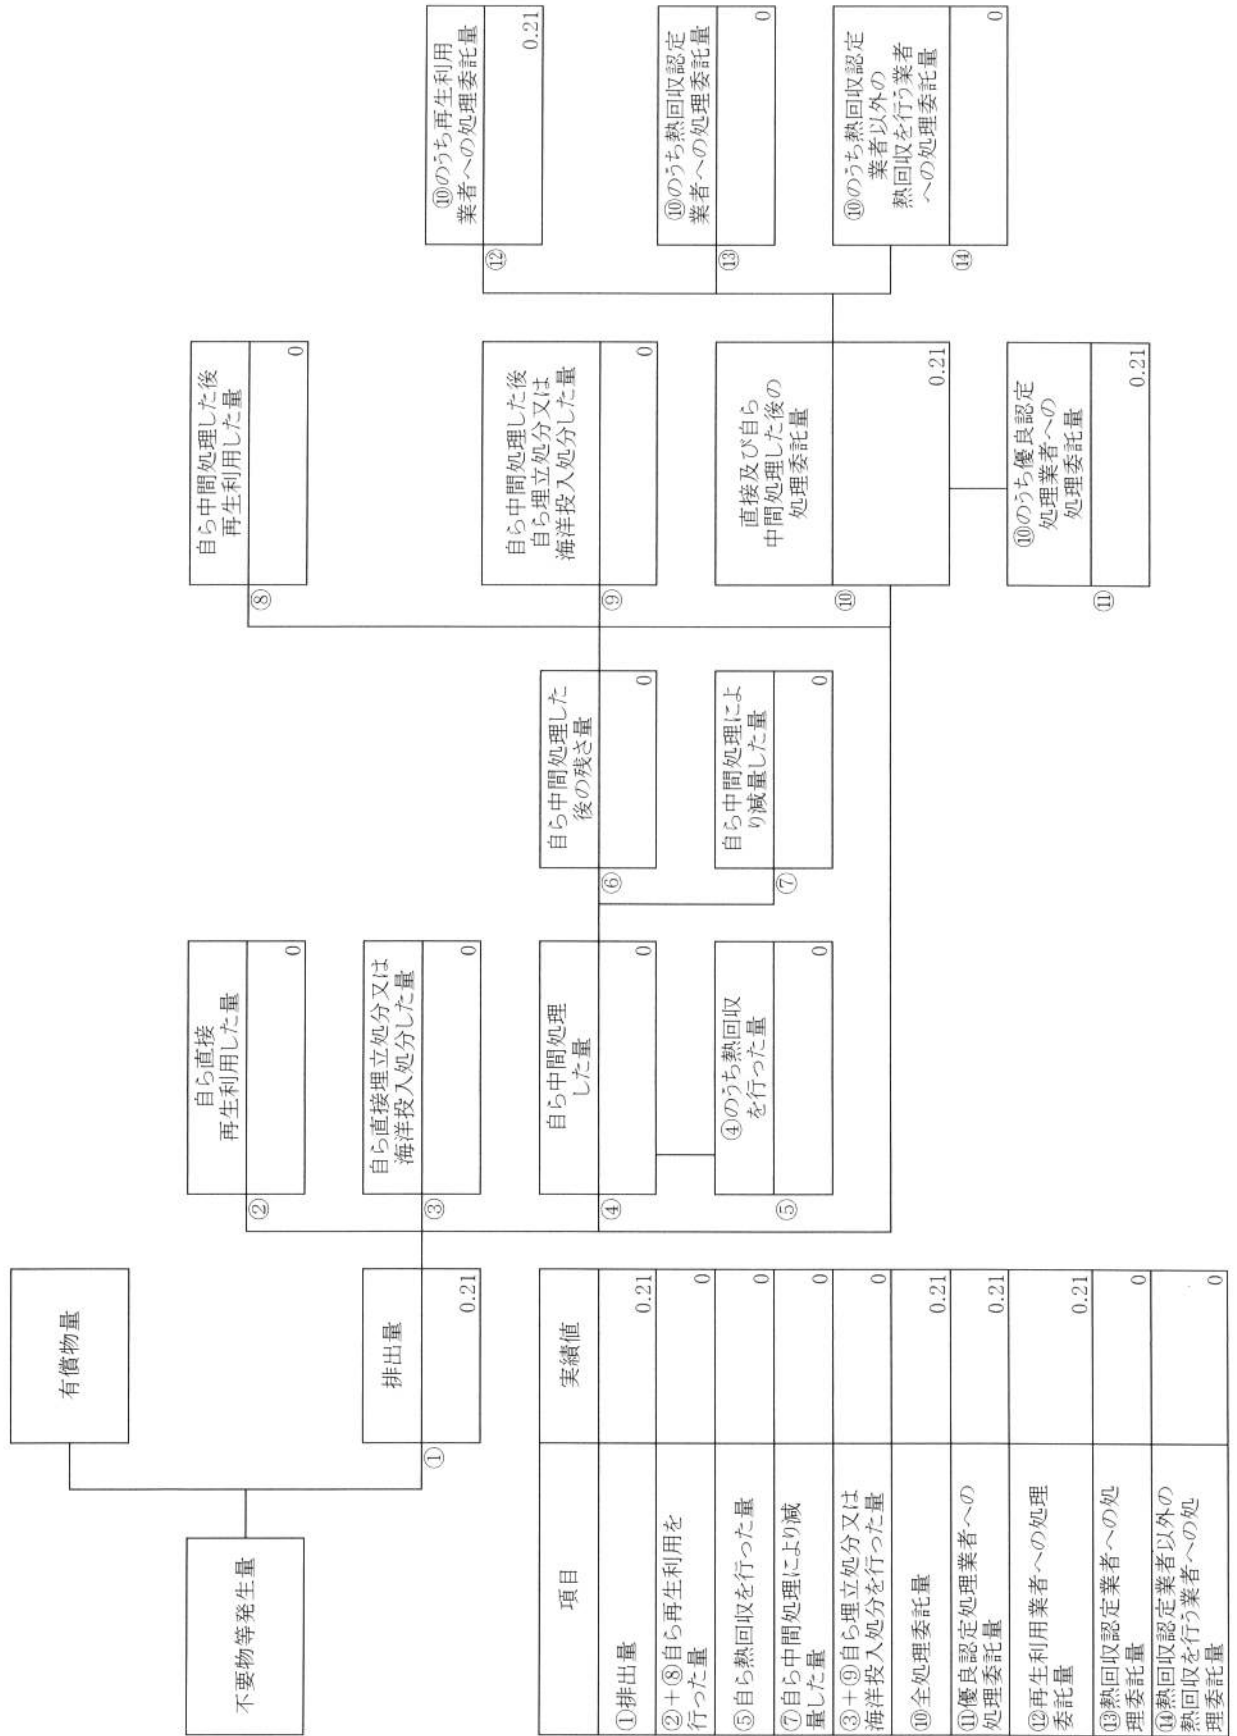 不要物等発生量
有償物量
①
排出量
0.21
②
自ら直接
再生利用した量
0
③
自ら直接埋立処分又は
海洋投入処分した量
0
④
自ら中間処理
した量
0
⑤
④のうち熱回収
を行った量
0
⑥
自ら中間処理した
後の残さ量
0
⑦
自ら中間処理によ
り減量した量
0
⑧
自ら中間処理した後
再生利用した量
0
⑨
自ら中間処理した後
自ら埋立処分又は
海洋投入処分した量
0
⑩
直接及び自ら
中間処理した後の
処理委託量
0.21
⑪
⑩のうち優良認定
処理業者への
処理委託量
0.21
⑫
⑩のうち再生利用
業者への処理委託量
0.21
⑬
⑩のうち熱回収認定
業者への処理委託量
0
⑭
⑩のうち熱回収認定
業者以外の
熱回収を行う業者
への処理委託量
0
項目 実績値
①排出量 0.21
②+⑧自ら再生利用を
行った量 0
⑤自ら熱回収を行った量 0
⑦自ら中間処理により減
量した量 0
③+⑨自ら埋立処分又は
海洋投入処分を行った量 0
⑩全処理委託量 0.21
⑪優良認定処理業者への
処理委託量 0.21
⑫再生利用業者への処理
委託量 0.21
⑬熱回収認定業者への処
理委託量 0
⑭熱回収認定業者以外の
熱回収を行う業者への処
理委託量 0